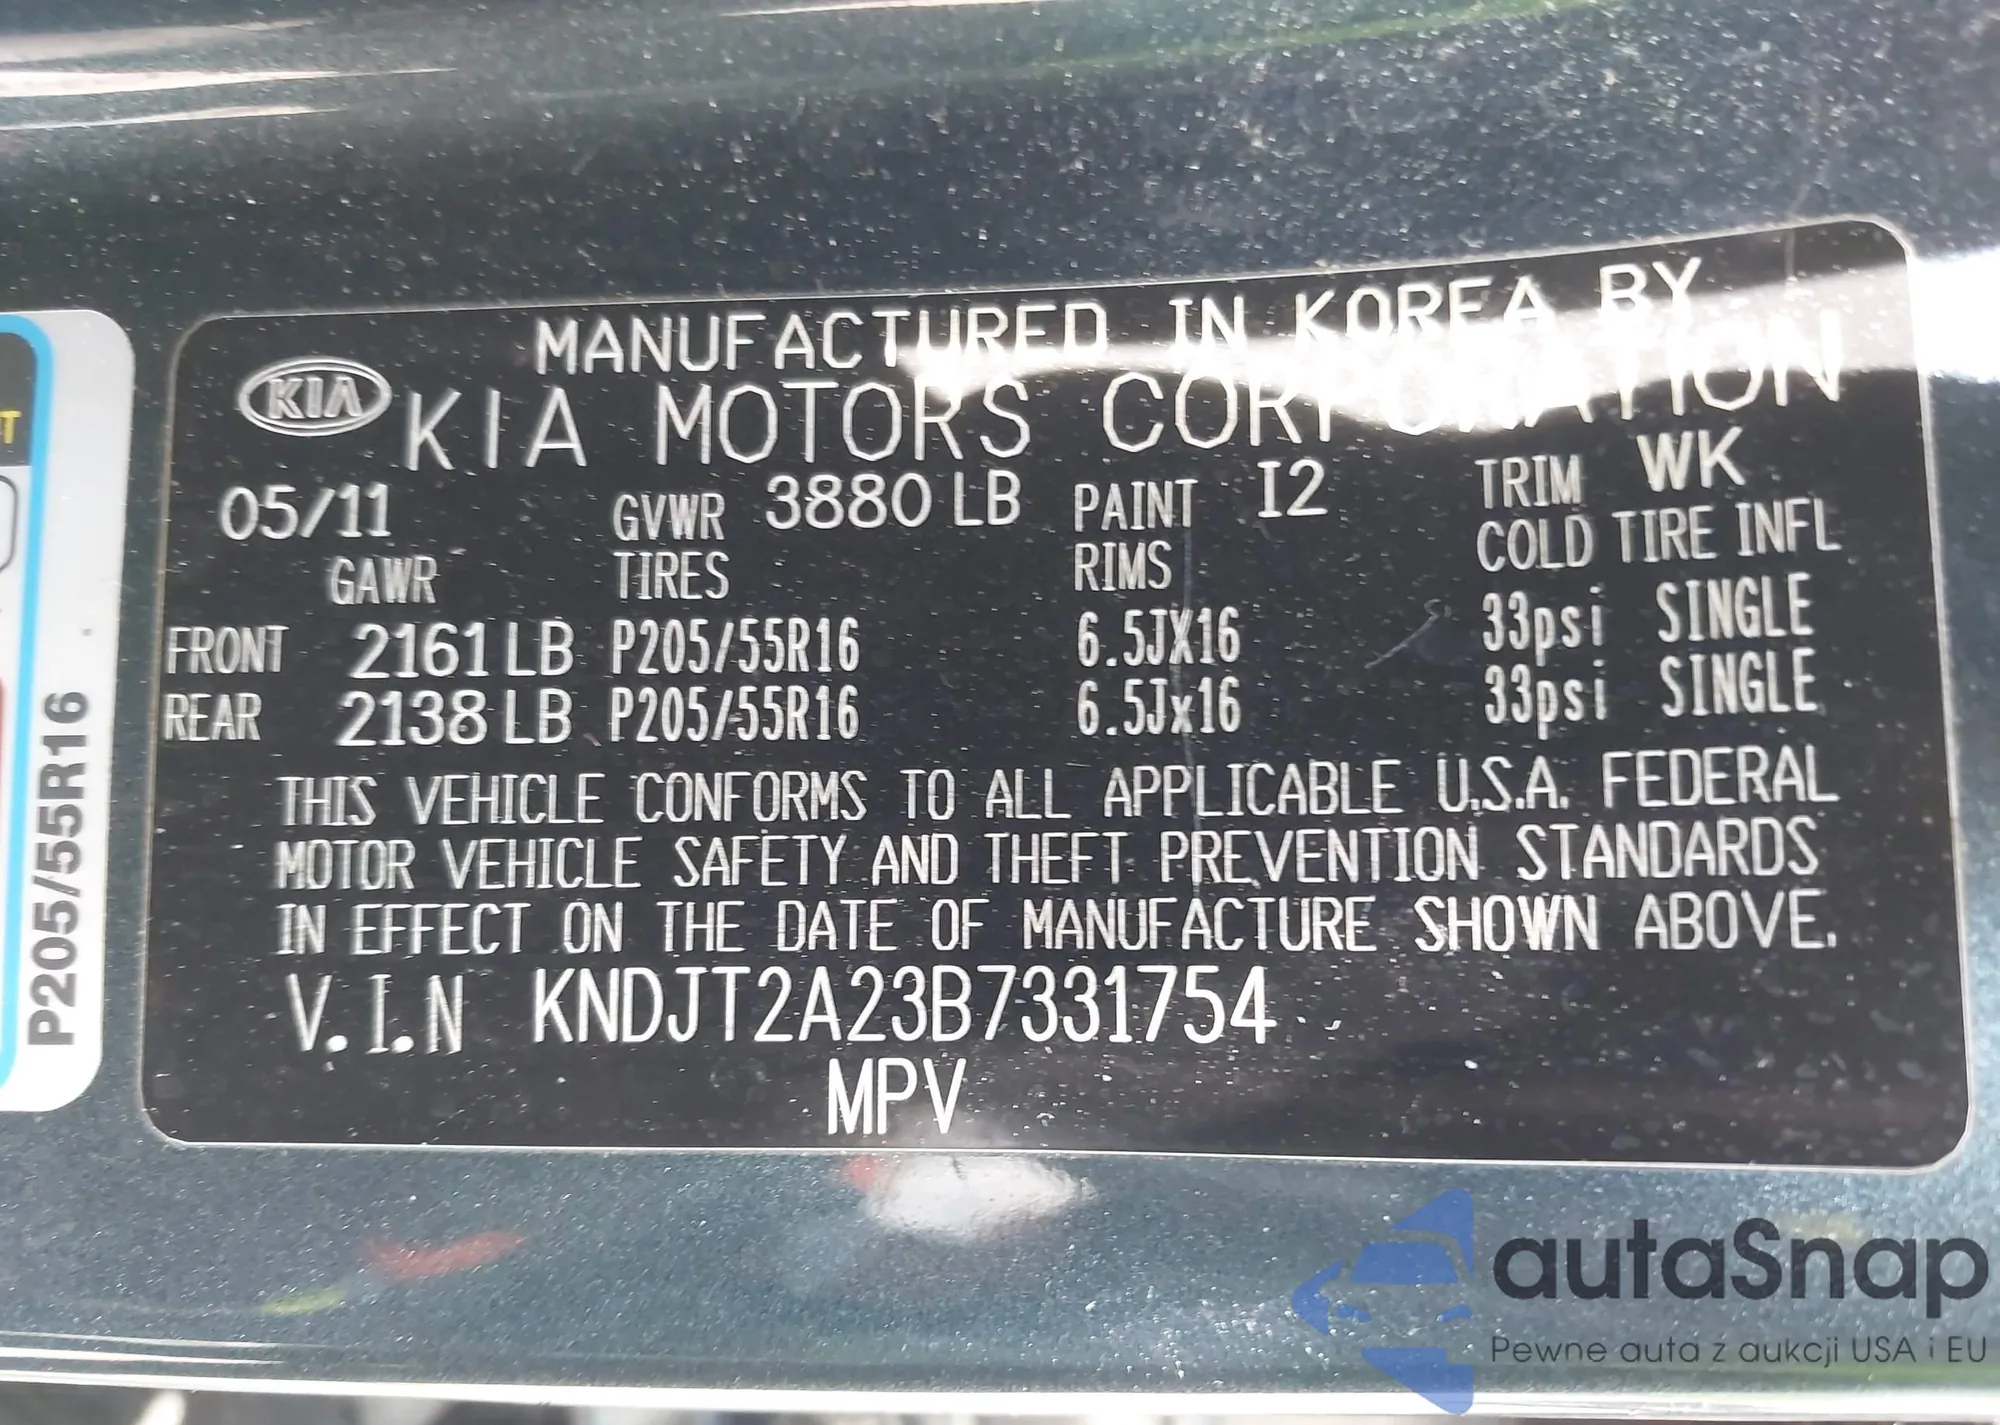 MANUFACTURED IN KOREA BY
KIA KIA MOTORS CORPORATION
05/11 GVWR 3880 LB PAINT I2 TRIM WK
GAWR TIRES RIMS COLD TIRE INFL
FRONT 2161 LB P205/55R16 6.5JX16 33psi SINGLE
REAR 2138 LB P205/55R16 6.5Jx16 33psi SINGLE
THIS VEHICLE CONFORMS TO ALL APPLICABLE U.S.A. FEDERAL
MOTOR VEHICLE SAFETY AND THEFT PREVENTION STANDARDS
IN EFFECT ON THE DATE OF MANUFACTURE SHOWN ABOVE.
V.I.N KNDJT2A23B7331754
MPV
P205/55R16
autaSnap
Pewne auta z aukcji USA i EU